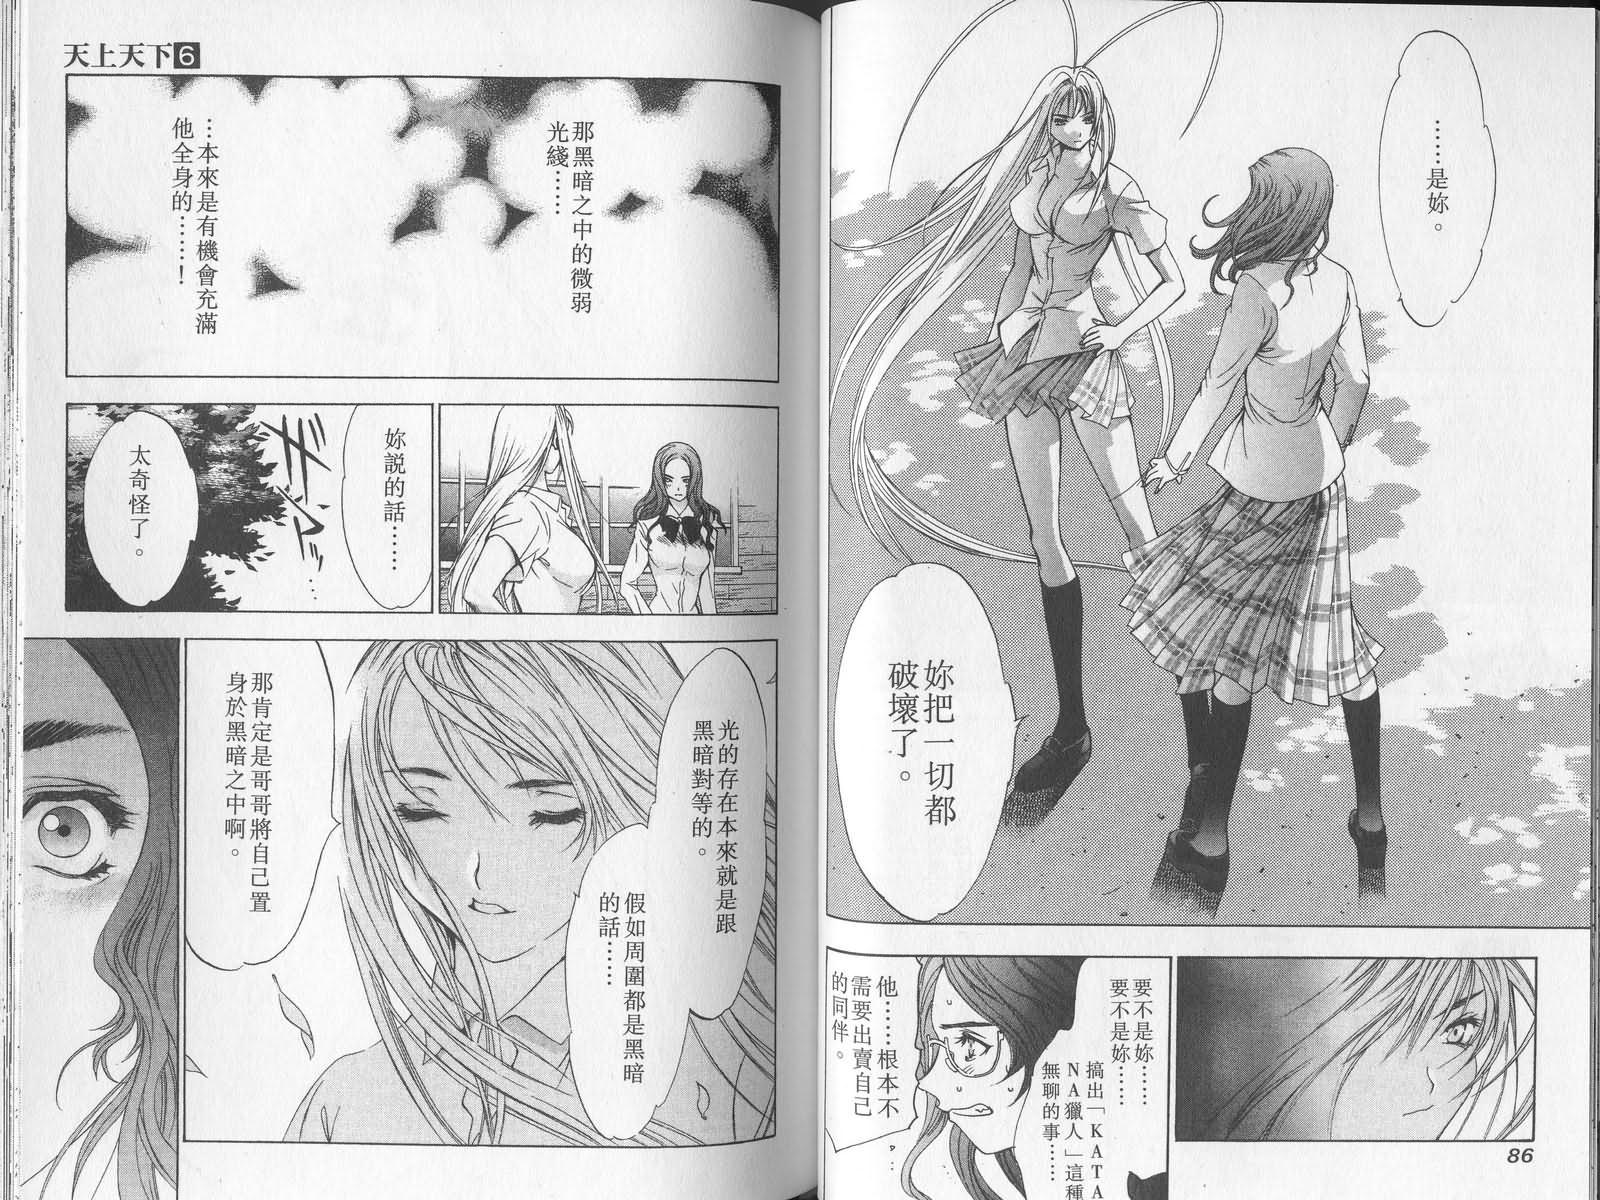 ………是妳。
妳把一切都
破壞了。
要不是妳……
要不是妳……
搞出「KATA
NA獵人」這種
無聊的事……
他……根本不
需要出賣自己
的同伴。
86
天上天下6
那黑暗之中的微弱
光綫……
…本來是有機會充滿
他全身的………！
妳説的話……
太奇怪了。
光的存在本來就是跟
黑暗對等的。
假如周圍都是黑暗
的話……
那肯定是哥哥將自己置
身於黑暗之中啊。